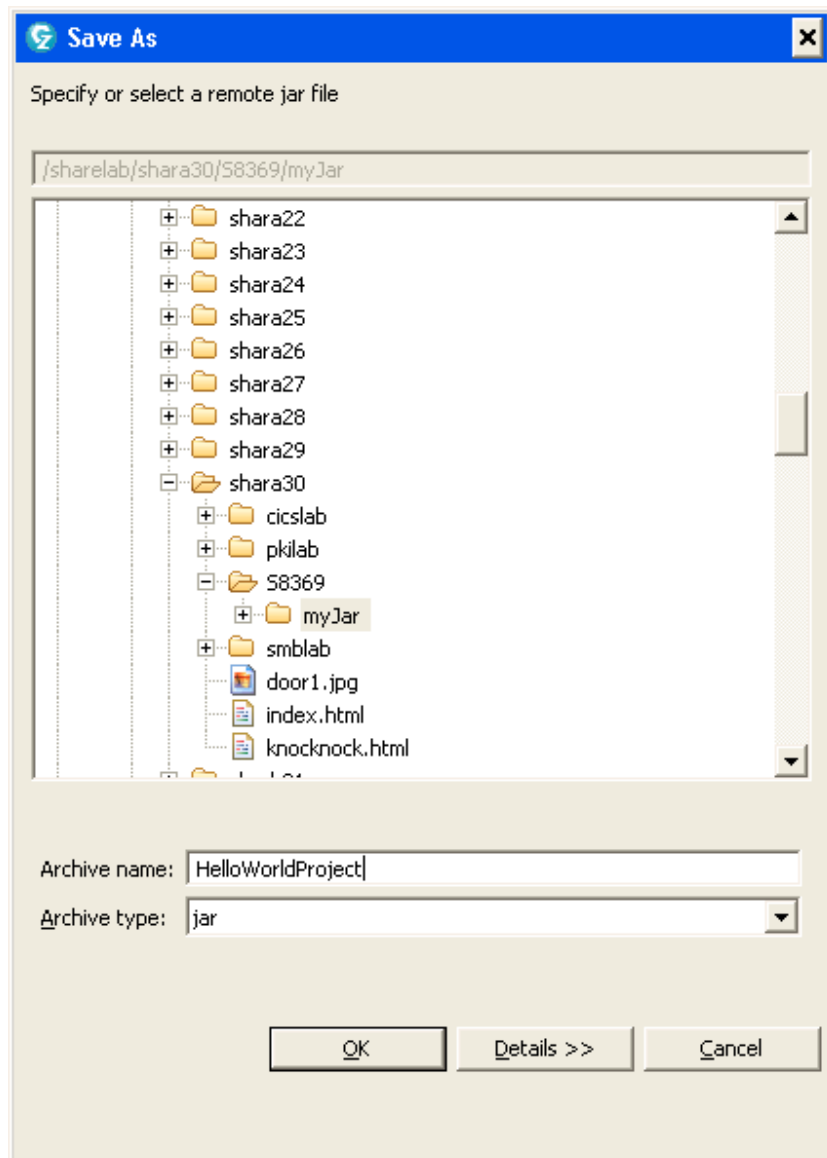 Save As
Specify or select a remote jar file
/sharelab/shara30/S8369/myJar
shara22
shara23
shara24
shara25
shara26
shara27
shara28
shara29
shara30
cicslab
pkilab
S8369
myJar
smblab
door1.jpg
index.html
knocknock.html
Archive name: HelloWorldProject
Archive type: jar
OK Details >> Cancel